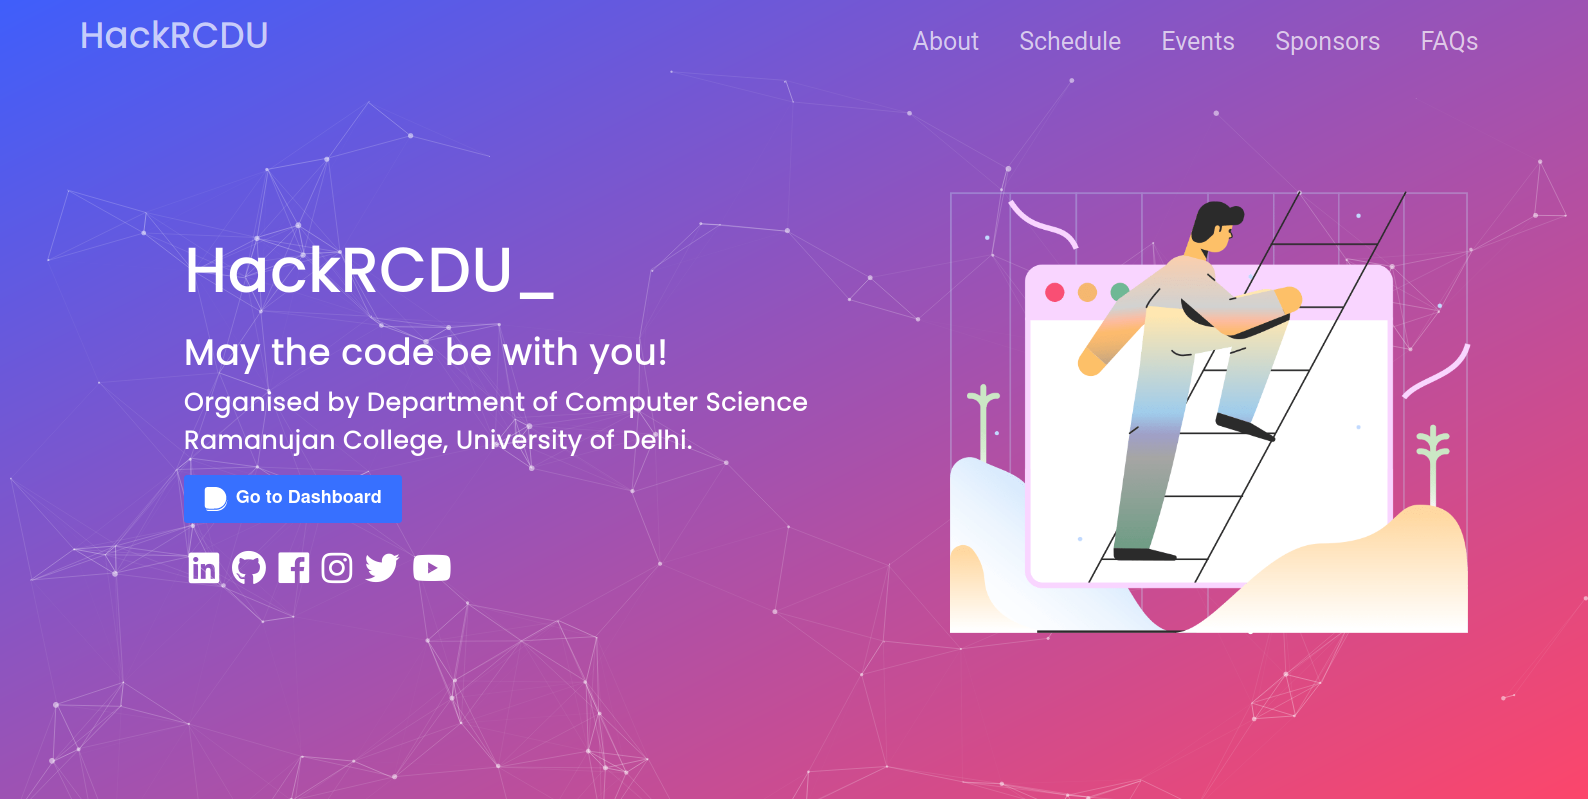 HackRCDU
About Schedule Events Sponsors FAQs
HackRCDU_
May the code be with you!
Organised by Department of Computer Science
Ramanujan College, University of Delhi.
Go to Dashboard